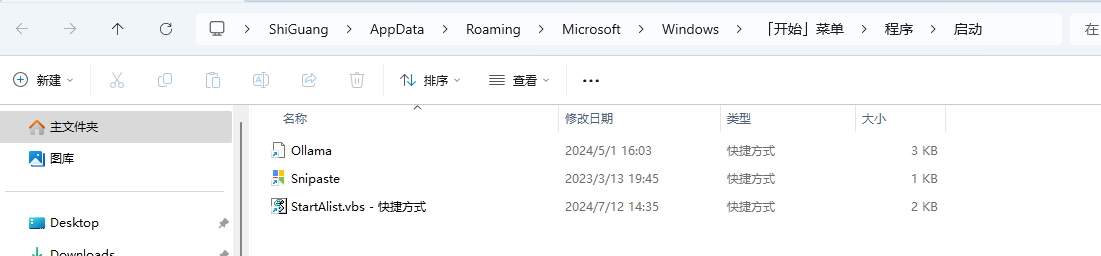 ShiGuang > AppData > Roaming > Microsoft > Windows > 「开始」菜单 > 程序 > 启动 在
新建 排序 查看 ...
主文件夹
图库
Desktop
Downloads
名称 修改日期 类型 大小
Ollama 2024/5/1 16:03 快捷方式 3 KB
Snipaste 2023/3/13 19:45 快捷方式 1 KB
StartAlist.vbs - 快捷方式 2024/7/12 14:35 快捷方式 2 KB